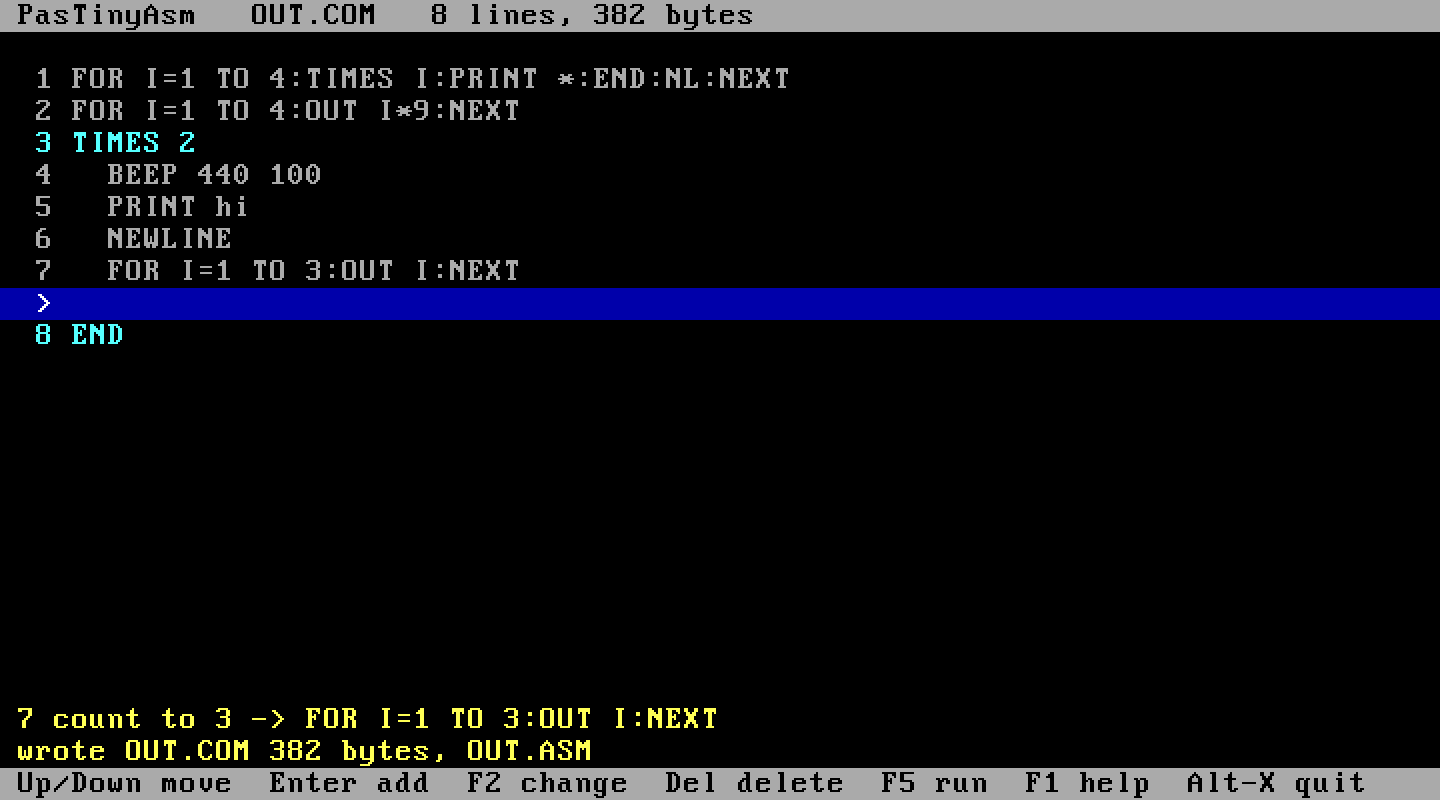 PasTinyAsm   OUT.COM   8 lines, 382 bytes
1 FOR I=1 TO 4:TIMES I:PRINT *:END:NL:NEXT
2 FOR I=1 TO 4:OUT I*9:NEXT
3 TIMES 2
4   BEEP 440 100
5   PRINT hi
6   NEWLINE
7   FOR I=1 TO 3:OUT I:NEXT
>
8 END
7 count to 3 -> FOR I=1 TO 3:OUT I:NEXT
wrote OUT.COM 382 bytes, OUT.ASM
Up/Down move  Enter add  F2 change  Del delete  F5 run  F1 help  Alt-X quit